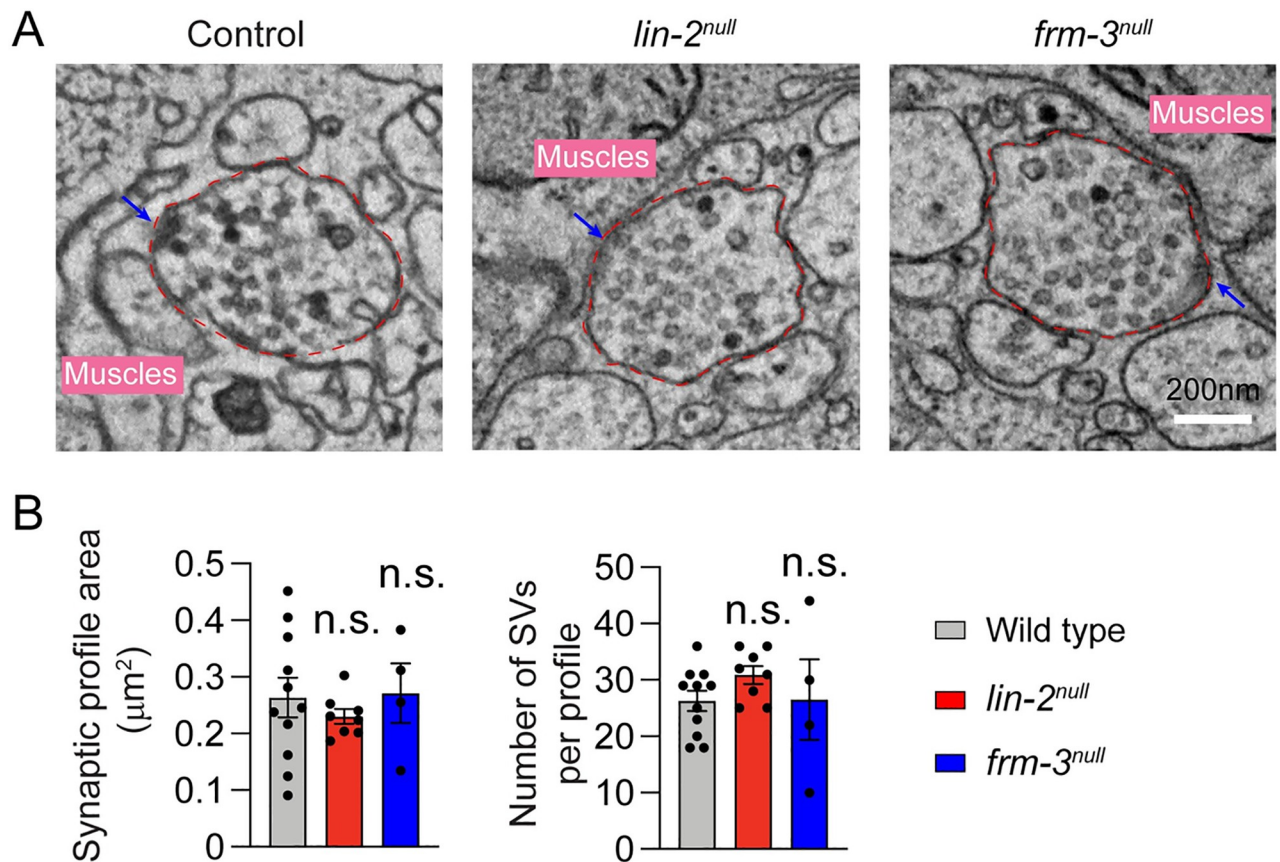 A
Control
lin-2null
frm-3null
Muscles
Muscles
Muscles
200nm
B
Synaptic profile area
(μm2)
0.5
0.4
0.3
0.2
0.1
0
n.s.
n.s.
Number of SVs
per profile
50
40
30
20
10
0
n.s.
n.s.
Wild type
lin-2null
frm-3null